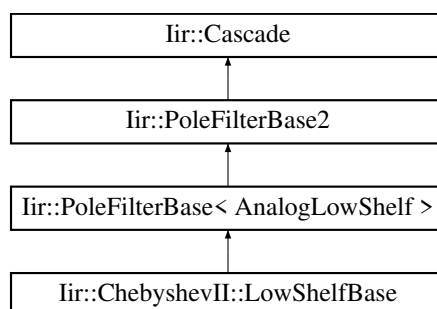 Iir::Cascade
Iir::PoleFilterBase2
Iir::PoleFilterBase< AnalogLowShelf >
Iir::ChebyshevII::LowShelfBase